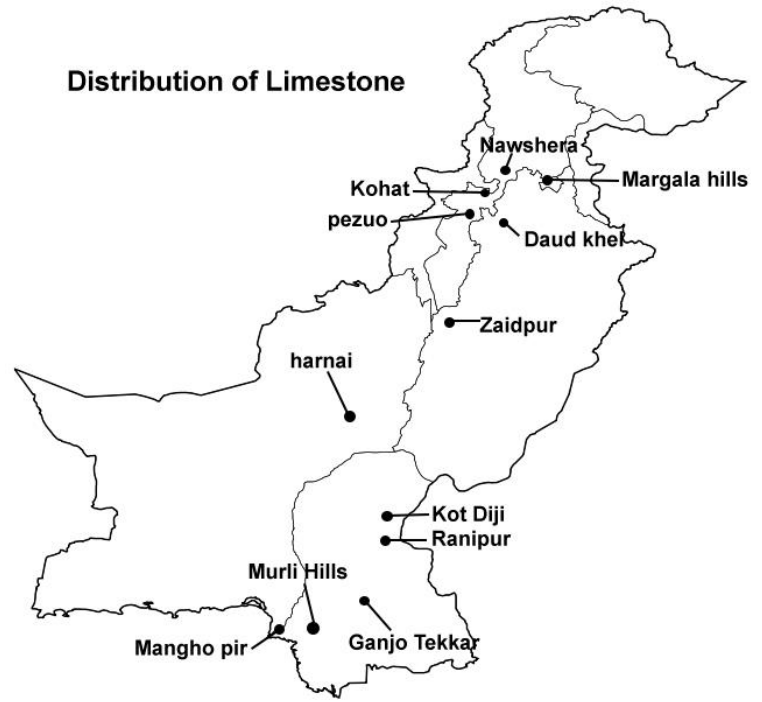 Distribution of Limestone
Nawshera
Kohat
Margala hills
pezuo
Daud khel
Zaidpur
harnai
Kot Diji
Ranipur
Murli Hills
Ganjo Tekkar
Mangho pir